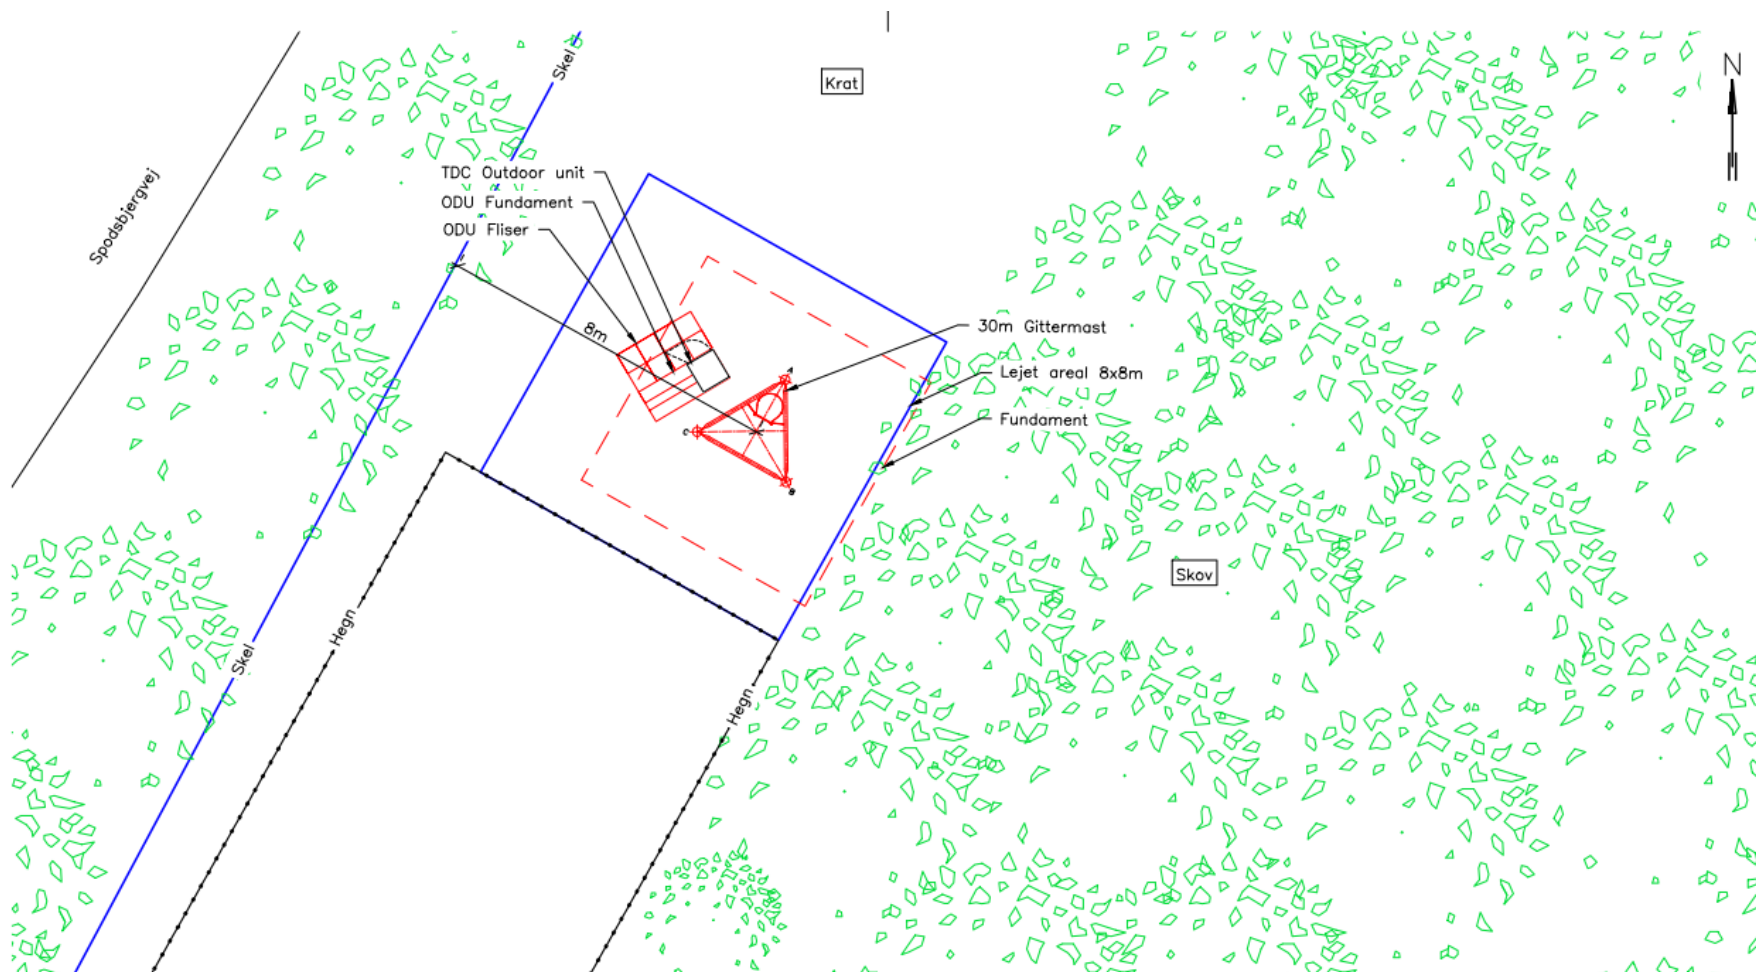 Skel
Krat
N
Spodsbjergvej
TDC Outdoor unit
ODU Fundament
ODU Fliser
8m
30m Gittermast
Lejet areal 8x8m
Fundament
A
C
B
Skov
Hegn
Skel
Hegn